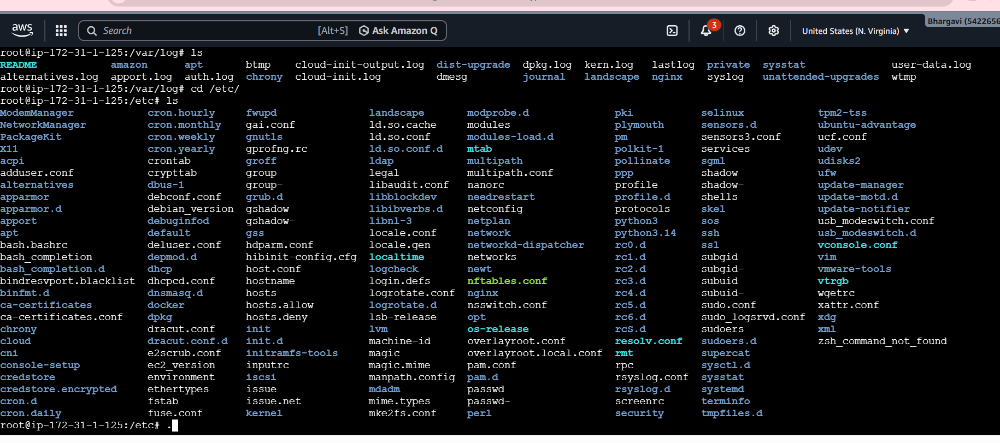 aws Search [Alt+S] Ask Amazon Q 3 United States (N. Virginia) ▼ Bhargavi (5422656
root@ip-172-31-1-125:/var/log# ls
README amazon apt btmp cloud-init-output.log dist-upgrade dpkg.log kern.log lastlog private sysstat user-data.log
alternatives.log apport.log auth.log chrony cloud-init.log dmesg journal landscape nginx syslog unattended-upgrades wtmp
root@ip-172-31-1-125:/var/log# cd /etc/
root@ip-172-31-1-125:/etc# ls
ModemManager cron.hourly fwupd landscape modprobe.d pki selinux tpm2-tss
NetworkManager cron.monthly gai.conf ld.so.cache modules plymouth sensors.d ubuntu-advantage
PackageKit cron.weekly gnutls ld.so.conf modules-load.d pm sensors3.conf ucf.conf
X11 cron.yearly gprofng.rc ld.so.conf.d mtab polkit-1 services udev
acpi crontab groff ldap multipath pollinate sgml udisks2
adduser.conf crypttab group legal multipath.conf ppp shadow ufw
alternatives dbus-1 group- libaudit.conf nanorc profile shadow- update-manager
apparmor debconf.conf grub.d libblockdev needrestart profile.d shells update-motd.d
apparmor.d debian_version gshadow libibverbs.d netconfig protocols skel update-notifier
apport debuginfod gshadow- libnl-3 netplan python3 sos usb_modeswitch.conf
apt default gss locale.conf network python3.14 ssh usb_modeswitch.d
bash.bashrc deluser.conf hdparm.conf locale.gen networkd-dispatcher rc0.d ssl vconsole.conf
bash_completion depmod.d hibinit-config.cfg localtime networks rc1.d subgid vim
bash_completion.d dhcp host.conf logcheck newt rc2.d subgid- vmware-tools
bindresvport.blacklist dhcpcd.conf hostname login.defs nftables.conf rc3.d subuid vtrgb
binfmt.d dnsmasq.d hosts logrotate.conf nginx rc4.d subuid- wgetrc
ca-certificates docker hosts.allow logrotate.d nsswitch.conf rc5.d sudo.conf xattr.conf
ca-certificates.conf dpkg hosts.deny lsb-release opt rc6.d sudo_logsrvd.conf xdg
chrony dracut.conf init lvm os-release rcS.d sudoers xml
cloud dracut.conf.d init.d machine-id overlayroot.conf resolv.conf sudoers.d zsh_command_not_found
cni e2scrub.conf initramfs-tools magic overlayroot.local.conf rmt supercat
console-setup ec2_version inputrc magic.mime pam.conf rpc sysctl.d
credstore environment iscsi manpath.config pam.d rsyslog.conf sysstat
credstore.encrypted ethertypes issue mdadm passwd rsyslog.d systemd
cron.d fstab issue.net mime.types passwd- screenrc terminfo
cron.daily fuse.conf kernel mke2fs.conf perl security tmpfiles.d
root@ip-172-31-1-125:/etc# .